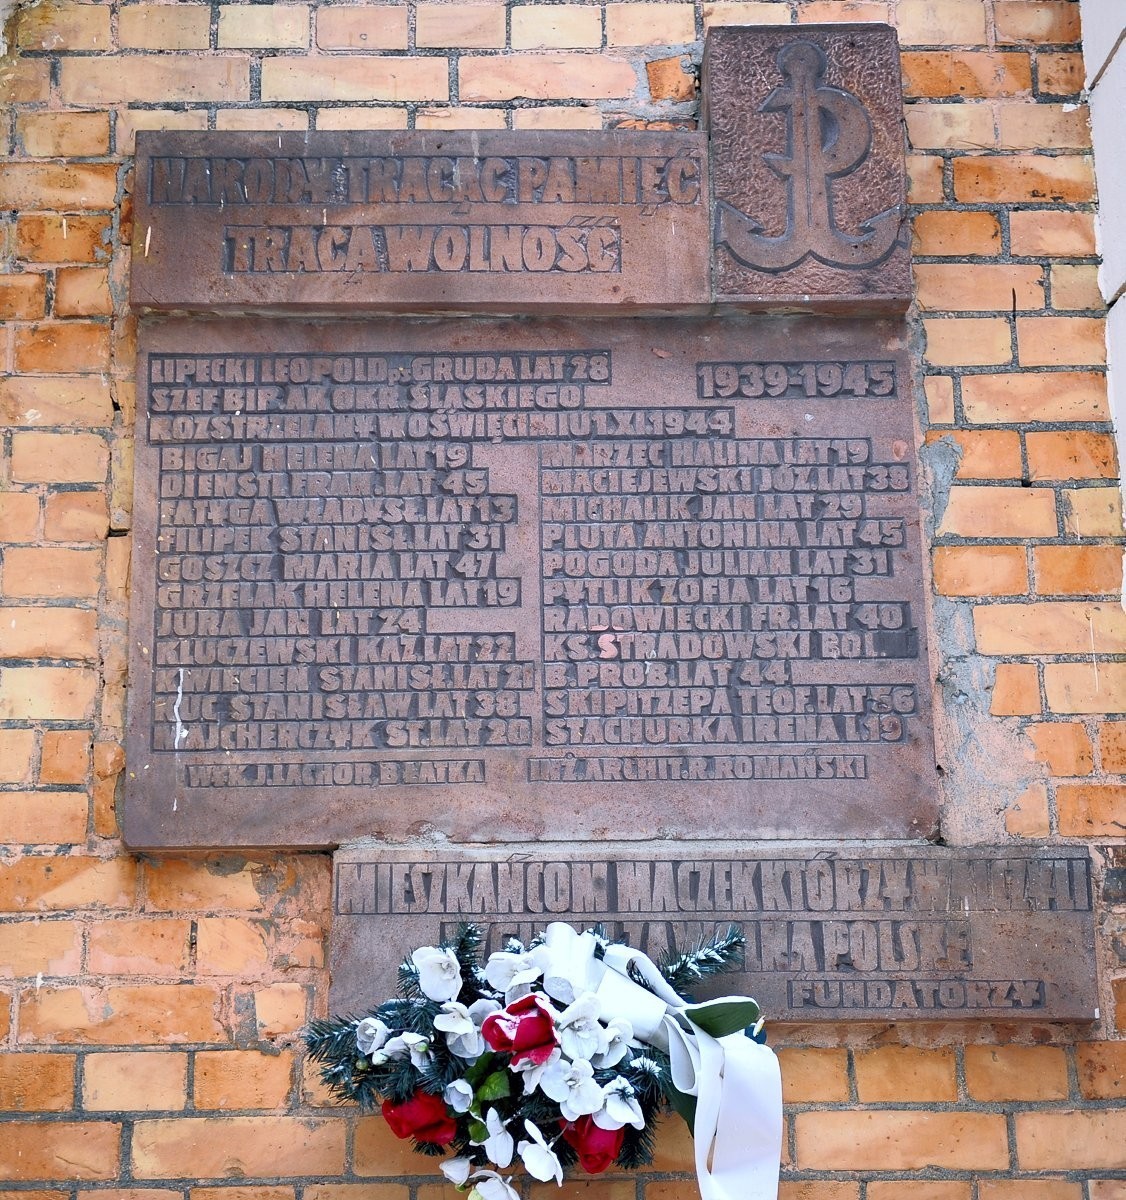 NARÓD TRACĄC PAMIĘĆ
TRACĄ WOLNOŚĆ
LIPECKI LEOPOLD.PS.GRUDA LAT 28
1939-1945
SZEF BIP. AK OKR. ŚLĄSKIEGO
ROZSTRZELANY W OŚWIĘCIMIU 1.XI.1944
BIGAJ HELENA LAT 19
DIENSTL FRAN. LAT 45
FATYGA WŁADYSŁ.LAT 13
FILIPEK STANISŁ.LAT 31
GOSZCZ MARIA LAT 47
GRZELAK HELENA LAT 19
JURA JAN LAT 24
KLUCZEWSKI KAZ.LAT 22
KWIECIEŃ STANISŁ.LAT 21
KUC STANISŁAW LAT 38
ŁAJCHERCZYK ST.LAT 20
MARZEC HALINA LAT 19
MACIEJEWSKI JÓZ.LAT 38
MICHALIK JAN LAT 29
PLUTA ANTONINA LAT 45
POGODA JULIAN LAT 31
PYTLIK ZOFIA LAT 16
RADOWIECKI FR.LAT 40
KS.STRADOWSKI BOL.
B.PROB. LAT 44
SKIPITZEPA TEOF.LAT 56
STACHURKA IRENA L.19
WYK. J.LACHOR, B.ŁATKA
INŻ.ARCHIT.R.ROMAŃSKI
MIESZKAŃCOM MACZEK KTÓRZY W
POLSKĘ
FUNDATORZY